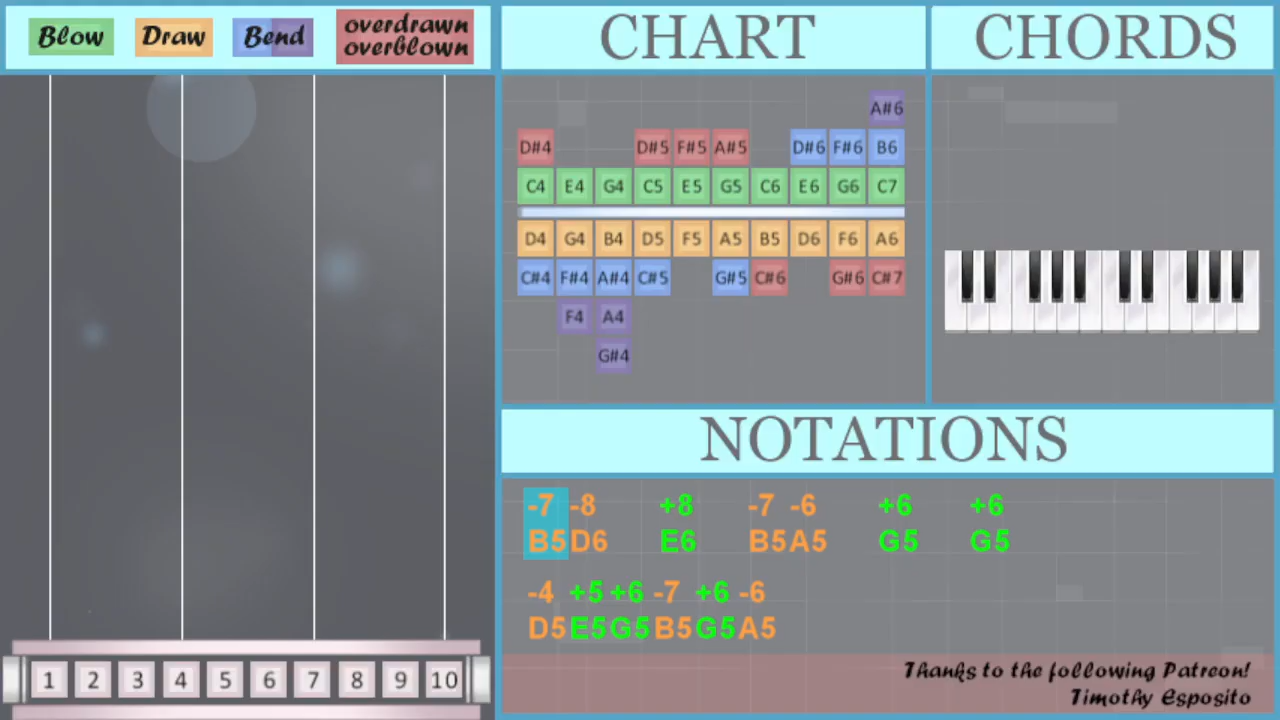 Blow Draw Bend overdrawn
overblown
CHART
CHORDS
A#6
D#4 D#5 F#5 A#5 D#6 F#6 B6
C4 E4 G4 C5 E5 G5 C6 E6 G6 C7
D4 G4 B4 D5 F5 A5 B5 D6 F6 A6
C#4 F#4 A#4 C#5 G#5 C#6 G#6 C#7
F4 A4
G#4
NOTATIONS
-7 -8 +8 -7 -6 +6 +6
B5 D6 E6 B5 A5 G5 G5
-4 +5 +6 -7 +6 -6
D5 E5 G5 B5 G5 A5
1 2 3 4 5 6 7 8 9 10
Thanks to the following Patreon!
Timothy Esposito